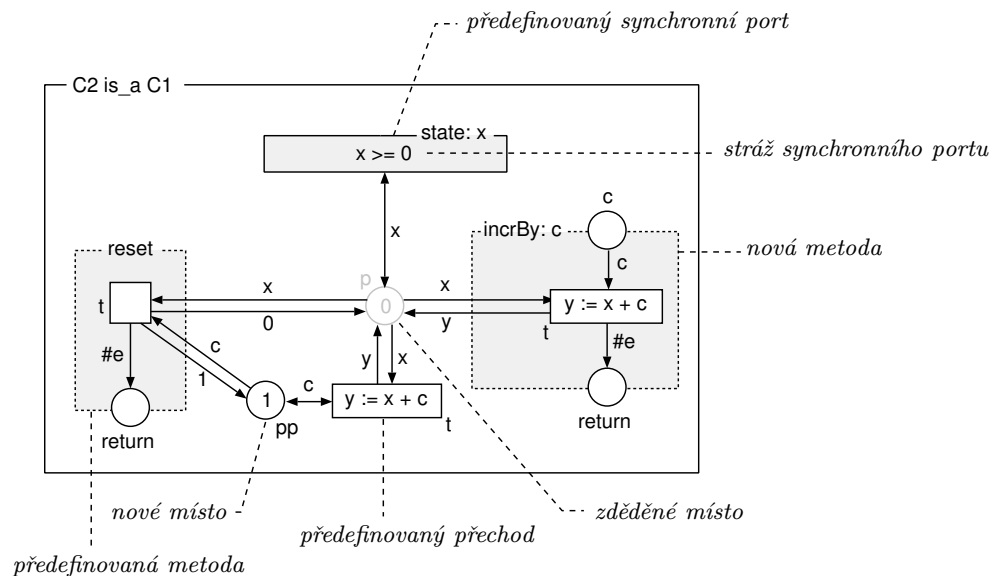 předefinovaný synchronní port
C2 is_a C1
state: x
x >= 0
stráž synchronního portu
c
x
reset
incrBy: c
nová metoda
c
p
x
x
t
0
y := x + c
0
y
t
#e
c
y
x
#e
1
c
1
y := x + c
pp
t
return
return
nové místo
zděděné místo
předefinovaný přechod
předefinovaná metoda